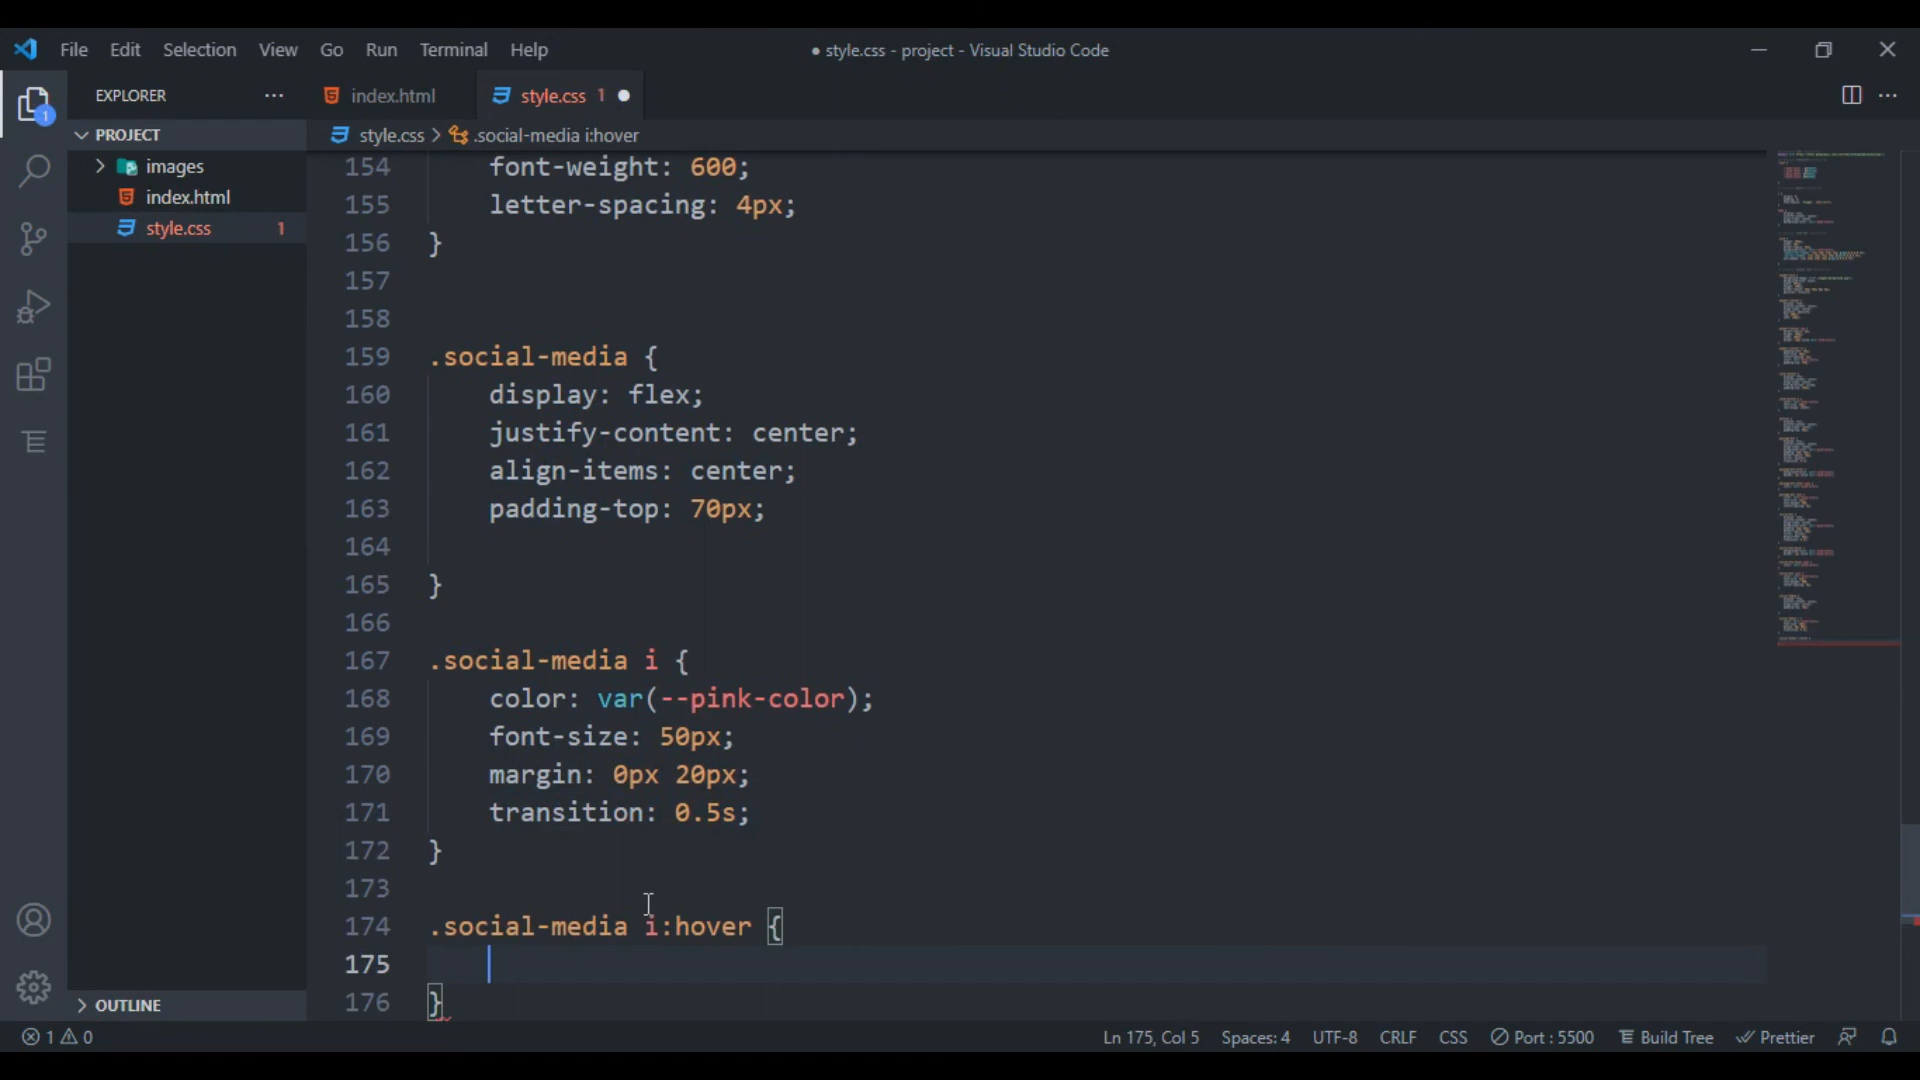 File Edit Selection View Go Run Terminal Help
● style.css - project - Visual Studio Code
EXPLORER ···
index.html
style.css 1 ●
PROJECT
style.css > .social-media i:hover
images
index.html
style.css 1
154 font-weight: 600;
155 letter-spacing: 4px;
156 }
157
158
159 .social-media {
160 display: flex;
161 justify-content: center;
162 align-items: center;
163 padding-top: 70px;
164
165 }
166
167 .social-media i {
168 color: var(--pink-color);
169 font-size: 50px;
170 margin: 0px 20px;
171 transition: 0.5s;
172 }
173
174 .social-media i:hover {
175
176 }
1
OUTLINE
1 0
Ln 175, Col 5 Spaces: 4 UTF-8 CRLF CSS Port : 5500 Build Tree Prettier